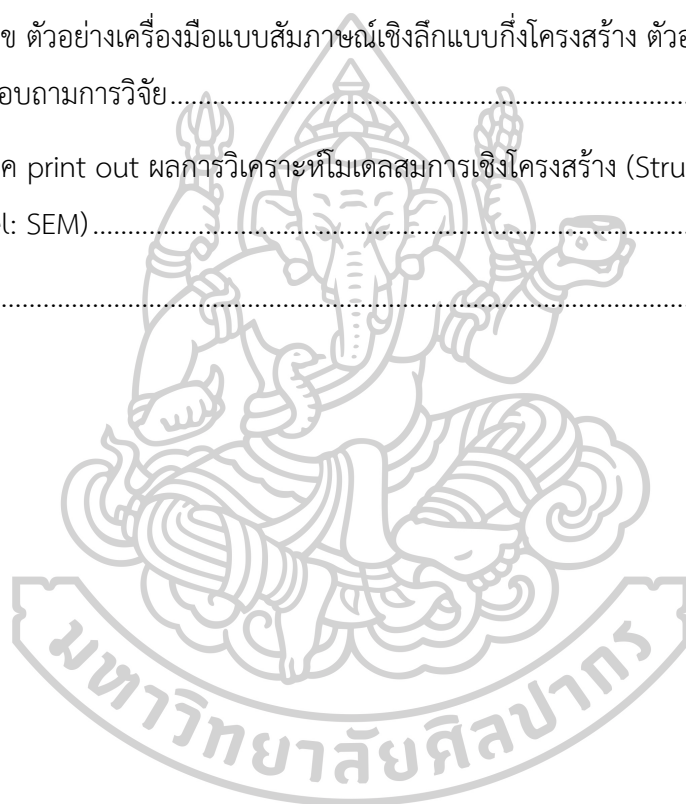 ข ตัวอย่างเครื่องมือแบบสัมภาษณ์เชิงลึกแบบกึ่งโครงสร้าง
อบถามการวิจัย
ค print out ผลการวิเคราะห์โมเดลสมการเชิงโครงสร้าง
: SEM)
มหาวิทยาลัยศิลปากร